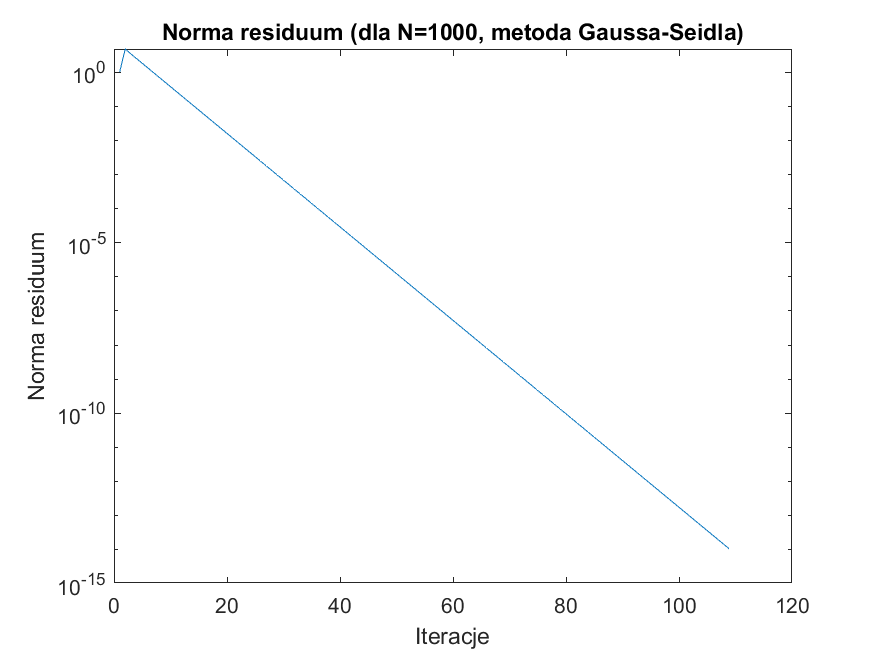 Norma residuum (dla N=1000, metoda Gaussa-Seidla)
10^0
10^-5
10^-10
10^-15
Norma residuum
0 20 40 60 80 100 120
Iteracje